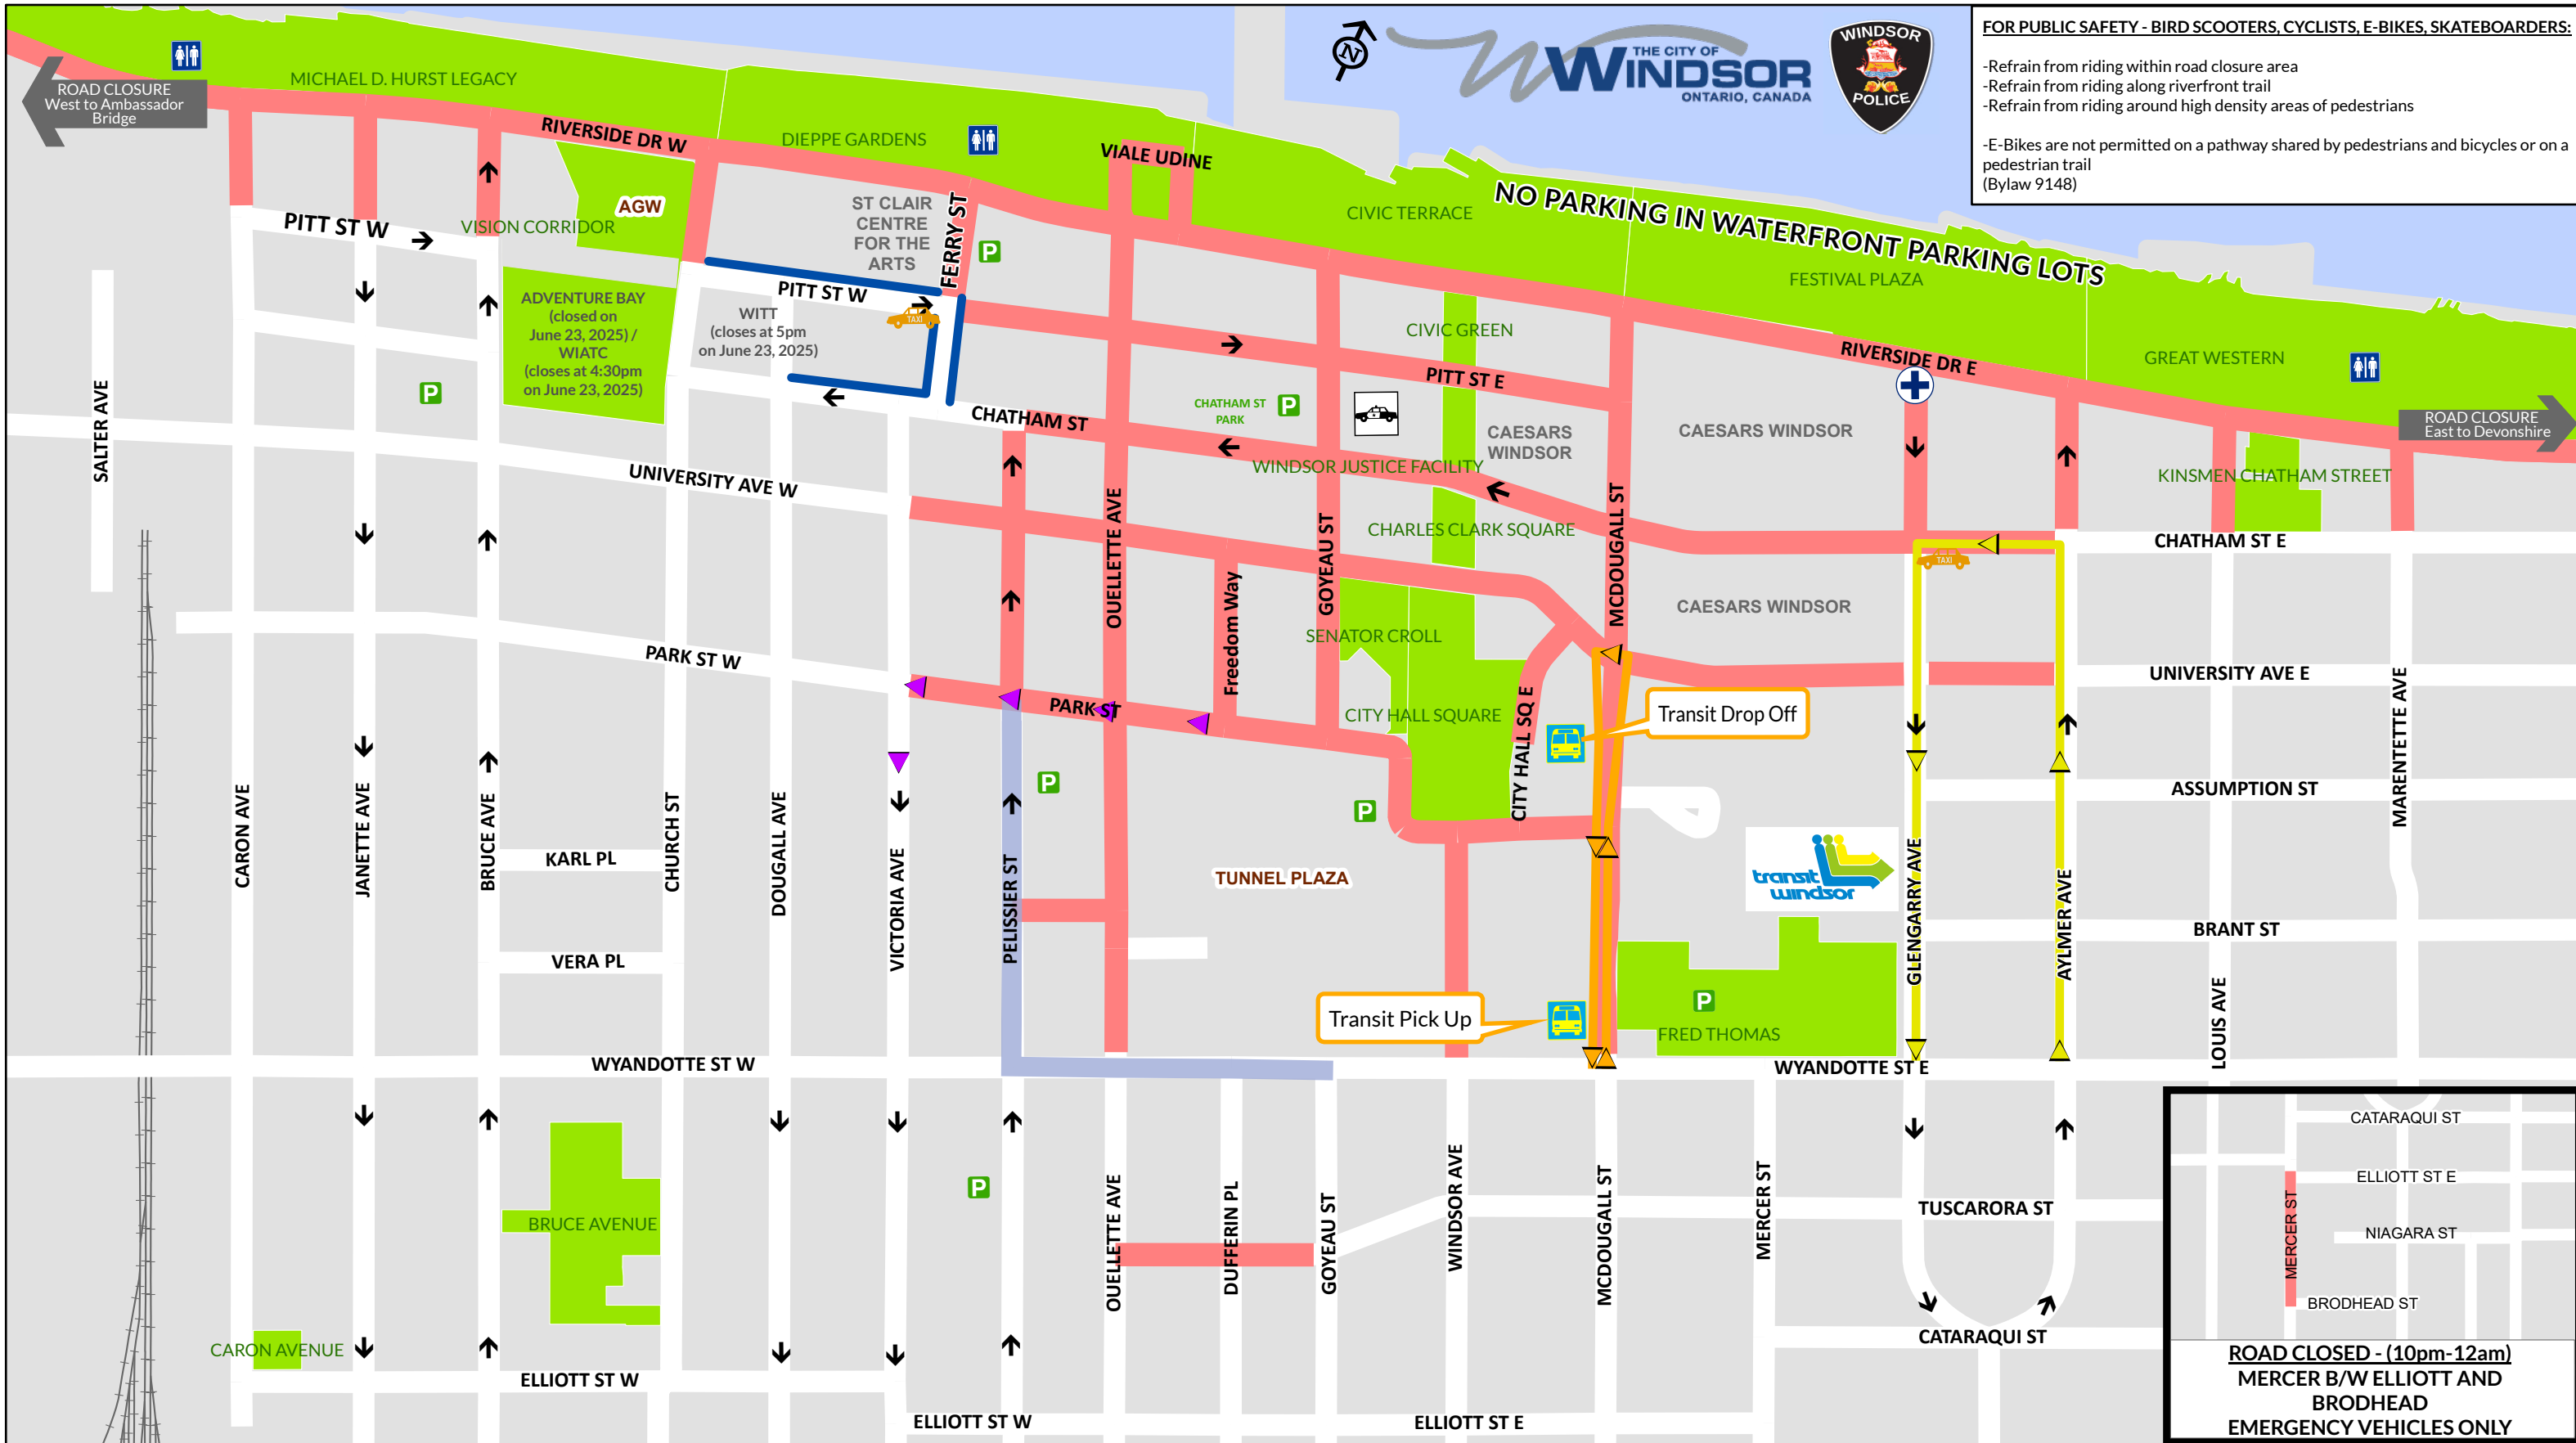 FOR PUBLIC SAFETY - BIRD SCOOTERS, CYCLISTS, E-BIKES, SKATEBOARDERS:
-Refrain from riding within road closure area
-Refrain from riding along riverfront trail
-Refrain from riding around high density areas of pedestrians
-E-Bikes are not permitted on a pathway shared by pedestrians and bicycles or on a
pedestrian trail
(Bylaw 9148)
N
THE CITY OF
WINDSOR
ONTARIO, CANADA
WINDSOR
POLICE
ROAD CLOSURE
West to Ambassador
Bridge
MICHAEL D. HURST LEGACY
RIVERSIDE DR W
DIEPPE GARDENS
VIALE UDINE
CIVIC TERRACE
NO PARKING IN WATERFRONT PARKING LOTS
FESTIVAL PLAZA
GREAT WESTERN
RIVERSIDE DR E
ROAD CLOSURE
East to Devonshire
PITT ST W
VISION CORRIDOR
AGW
ST CLAIR
CENTRE
FOR THE
ARTS
FERRY ST
P
ADVENTURE BAY
(closed on
June 23, 2025) /
WIATC
(closes at 4:30pm
on June 23, 2025)
PITT ST W
TAXI
WITT
(closes at 5pm
on June 23, 2025)
CIVIC GREEN
PITT ST E
P
CHATHAM ST
CHATHAM ST
PARK
P
CAESARS
WINDSOR
CAESARS WINDSOR
WINDSOR JUSTICE FACILITY
KINSMEN CHATHAM STREET
SALTER AVE
UNIVERSITY AVE W
OUELLETTE AVE
GOYEAU ST
CHARLES CLARK SQUARE
MCDOUGALL ST
CHATHAM ST E
TAXI
CAESARS WINDSOR
Freedom Way
SENATOR CROLL
PARK ST W
PARK ST
CITY HALL SQUARE
CITY HALL SQ E
Transit Drop Off
UNIVERSITY AVE E
MARENTETTE AVE
ASSUMPTION ST
P
P
CARON AVE
JANETTE AVE
BRUCE AVE
KARL PL
CHURCH ST
DOUGALL AVE
VICTORIA AVE
PELISSIER ST
TUNNEL PLAZA
transit
windsor
GLENGARRY AVE
AYLMER AVE
BRANT ST
VERA PL
LOUIS AVE
Transit Pick Up
P
FRED THOMAS
WYANDOTTE ST W
WYANDOTTE ST E
P
BRUCE AVENUE
OUELLETTE AVE
DUFFERIN PL
GOYEAU ST
WINDSOR AVE
MCDOUGALL ST
MERCER ST
TUSCARORA ST
CATARAQUI ST
CARON AVENUE
ELLIOTT ST W
ELLIOTT ST W
ELLIOTT ST E
CATARAQUI ST
ELLIOTT ST E
MERCER ST
NIAGARA ST
BRODHEAD ST
ROAD CLOSED - (10pm-12am)
MERCER B/W ELLIOTT AND
BRODHEAD
EMERGENCY VEHICLES ONLY